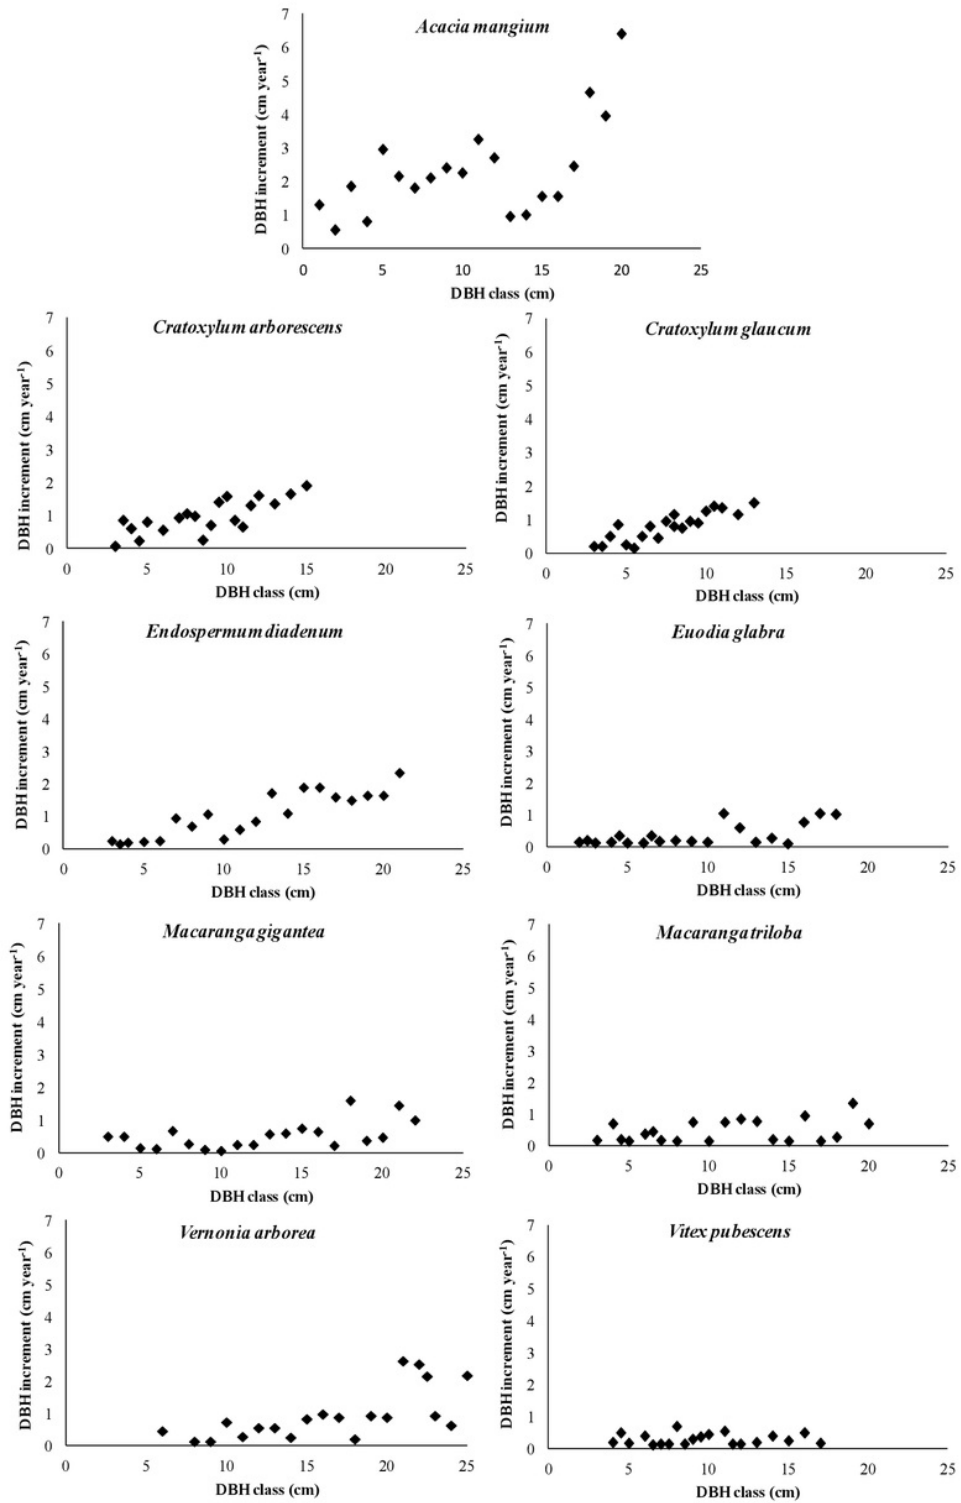 Acacia mangium
DBH increment (cm year-1)
7
6
5
4
3
2
1
0
0 5 10 15 20 25
DBH class (cm)
Cratoxylum arborescens
DBH increment (cm year-1)
7
6
5
4
3
2
1
0
0 5 10 15 20 25
DBH class (cm)
Cratoxylum glaucum
DBH increment (cm year-1)
7
6
5
4
3
2
1
0
0 5 10 15 20 25
DBH class (cm)
Endospermum diadenum
DBH increment (cm year-1)
7
6
5
4
3
2
1
0
0 5 10 15 20 25
DBH class (cm)
Euodia glabra
DBH increment (cm year-1)
7
6
5
4
3
2
1
0
0 5 10 15 20 25
DBH class (cm)
Macaranga gigantea
DBH increment (cm year-1)
7
6
5
4
3
2
1
0
0 5 10 15 20 25
DBH class (cm)
Macaranga triloba
DBH increment (cm year-1)
7
6
5
4
3
2
1
0
0 5 10 15 20 25
DBH class (cm)
Vernonia arborea
DBH increment (cm year-1)
7
6
5
4
3
2
1
0
0 5 10 15 20 25
DBH class (cm)
Vitex pubescens
DBH increment (cm year-1)
7
6
5
4
3
2
1
0
0 5 10 15 20 25
DBH class (cm)